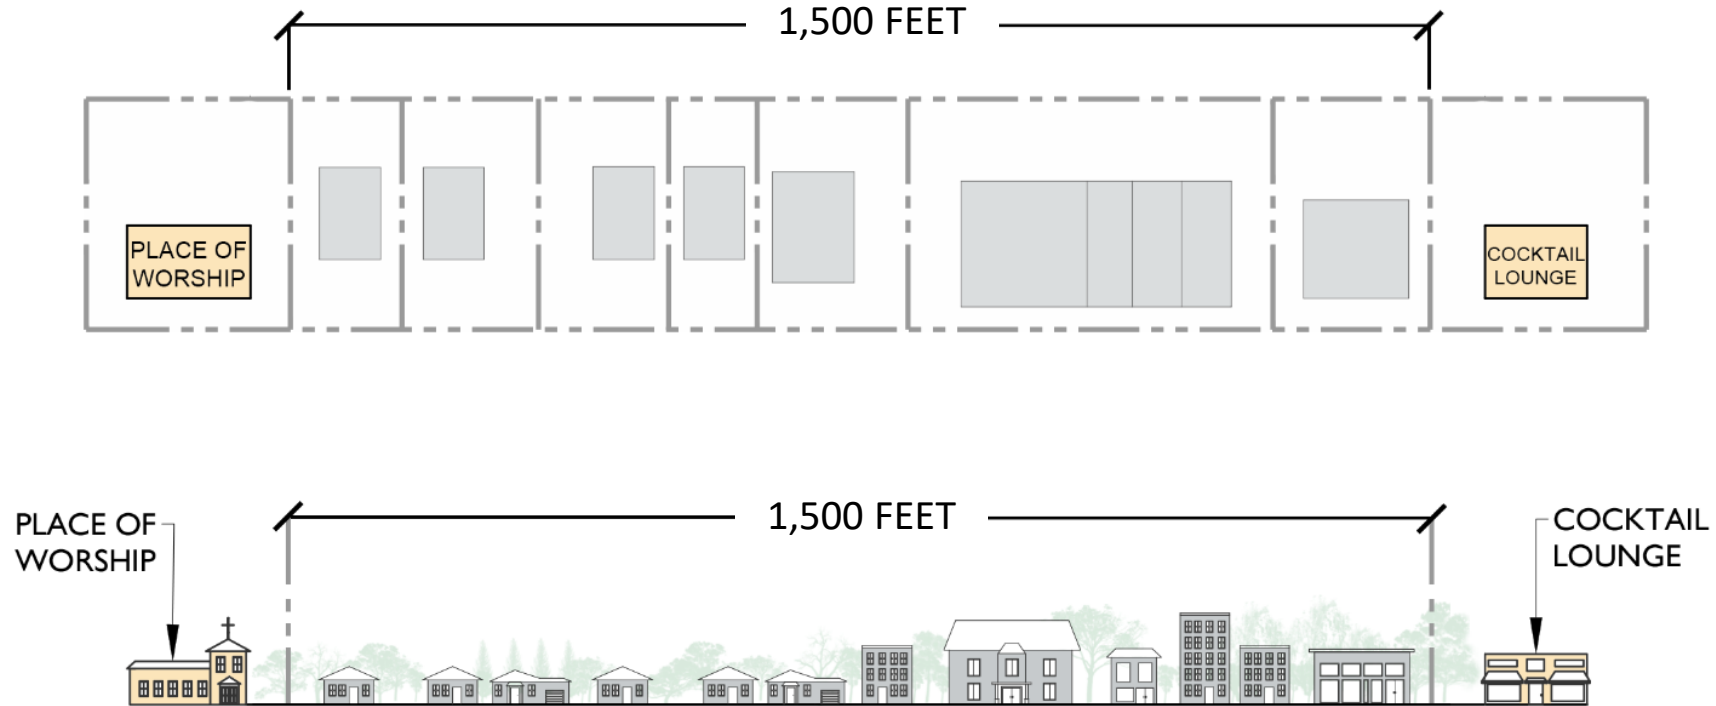 1,500 FEET
PLACE OF
WORSHIP
COCKTAIL
LOUNGE
1,500 FEET
PLACE OF
WORSHIP
COCKTAIL
LOUNGE